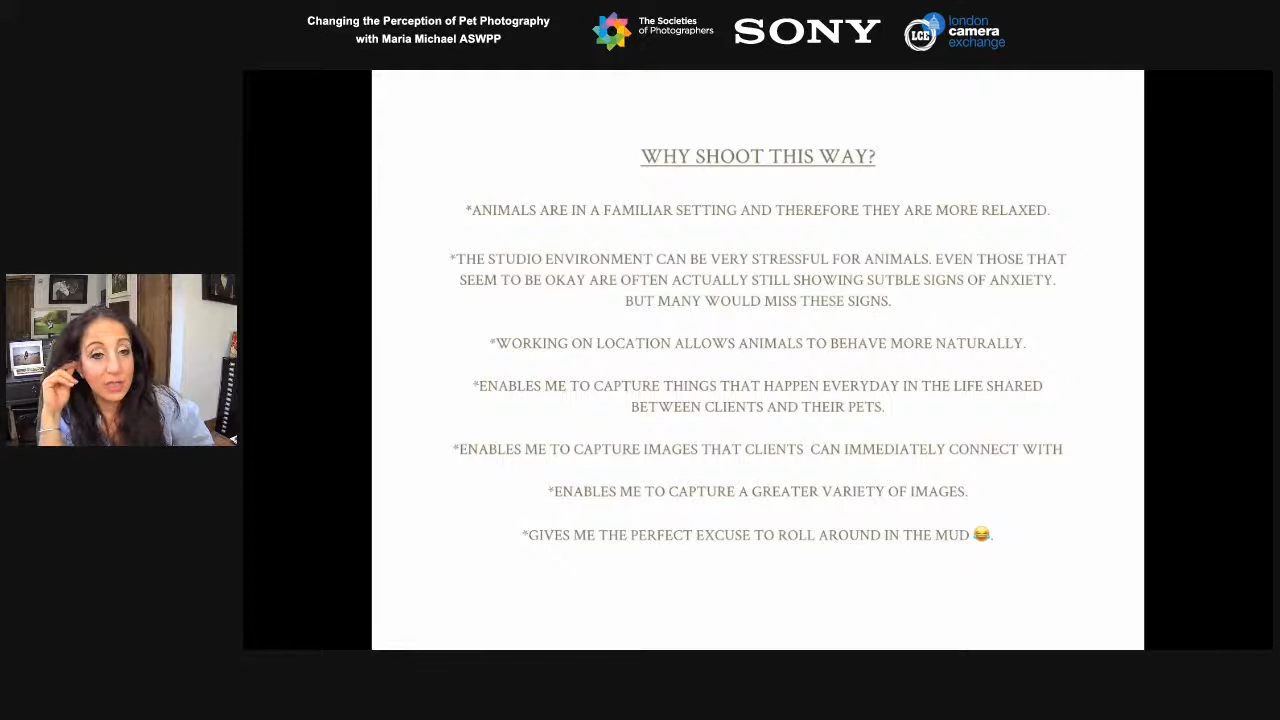 Changing the Perception of Pet Photography
with Maria Michael ASWPP
The Societies
of Photographers
SONY
LCE
london
camera
exchange
WHY SHOOT THIS WAY?
*ANIMALS ARE IN A FAMILIAR SETTING AND THEREFORE THEY ARE MORE RELAXED.
*THE STUDIO ENVIRONMENT CAN BE VERY STRESSFUL FOR ANIMALS. EVEN THOSE THAT
SEEM TO BE OKAY ARE OFTEN ACTUALLY STILL SHOWING SUTBLE SIGNS OF ANXIETY.
BUT MANY WOULD MISS THESE SIGNS.
*WORKING ON LOCATION ALLOWS ANIMALS TO BEHAVE MORE NATURALLY.
*ENABLES ME TO CAPTURE THINGS THAT HAPPEN EVERYDAY IN THE LIFE SHARED
BETWEEN CLIENTS AND THEIR PETS.
*ENABLES ME TO CAPTURE IMAGES THAT CLIENTS  CAN IMMEDIATELY CONNECT WITH
*ENABLES ME TO CAPTURE A GREATER VARIETY OF IMAGES.
*GIVES ME THE PERFECT EXCUSE TO ROLL AROUND IN THE MUD 😂.